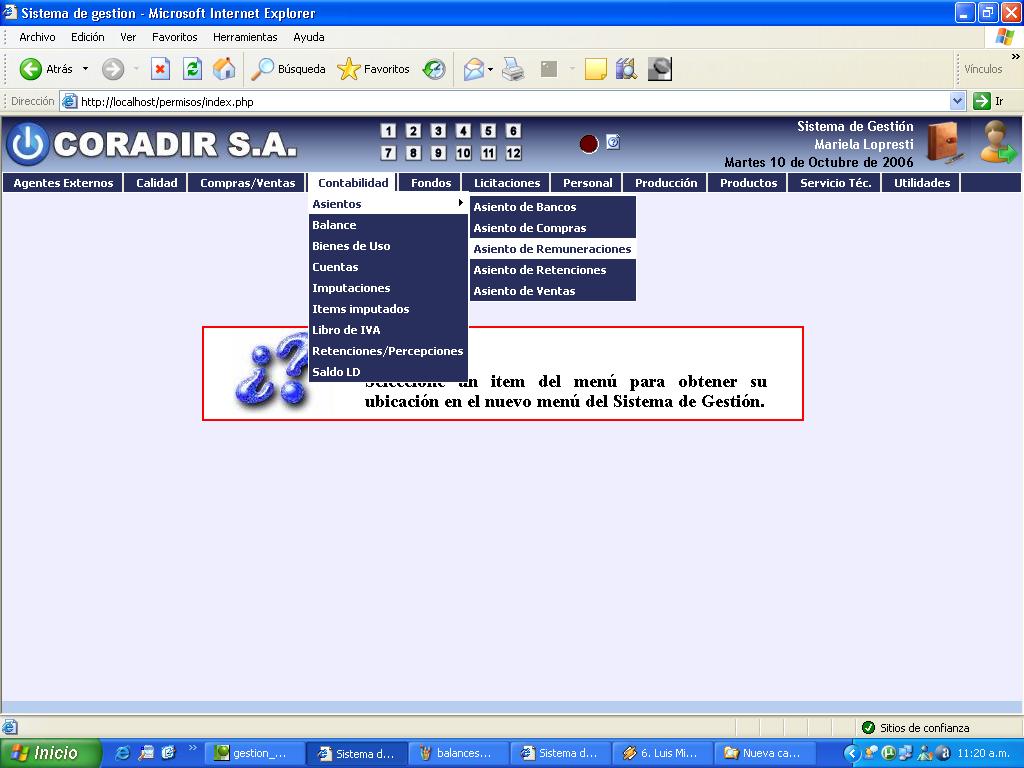 Sistema de gestion - Microsoft Internet Explorer
Archivo Edición Ver Favoritos Herramientas Ayuda
Atrás Búsqueda Favoritos Vínculos
Dirección http://localhost/permisos/index.php Ir
CORADIR S.A.
1 2 3 4 5 6
7 8 9 10 11 12
Sistema de Gestión
Mariela Lopresti
Martes 10 de Octubre de 2006
Agentes Externos Calidad Compras/Ventas Contabilidad Fondos Licitaciones Personal Producción Productos Servicio Téc. Utilidades
Asientos
Balance
Bienes de Uso
Cuentas
Imputaciones
Items imputados
Libro de IVA
Retenciones/Percepciones
Saldo LD
Asiento de Bancos
Asiento de Compras
Asiento de Remuneraciones
Asiento de Retenciones
Asiento de Ventas
¿?
Seleccione un item del menú para obtener su
ubicación en el nuevo menú del Sistema de Gestión.
Sitios de confianza
Inicio gestion_... Sistema d... balances... Sistema d... 6. Luis Mi... Nueva ca... 11:20 a.m.